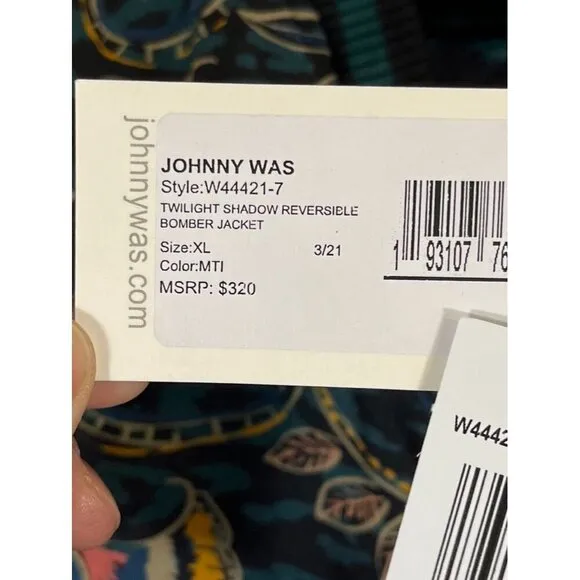 johnnywas.com
JOHNNY WAS
Style:W44421-7
TWILIGHT SHADOW REVERSIBLE
BOMBER JACKET
Size:XL 3/21
Color:MTI
MSRP: $320
1 93107 76
W4442